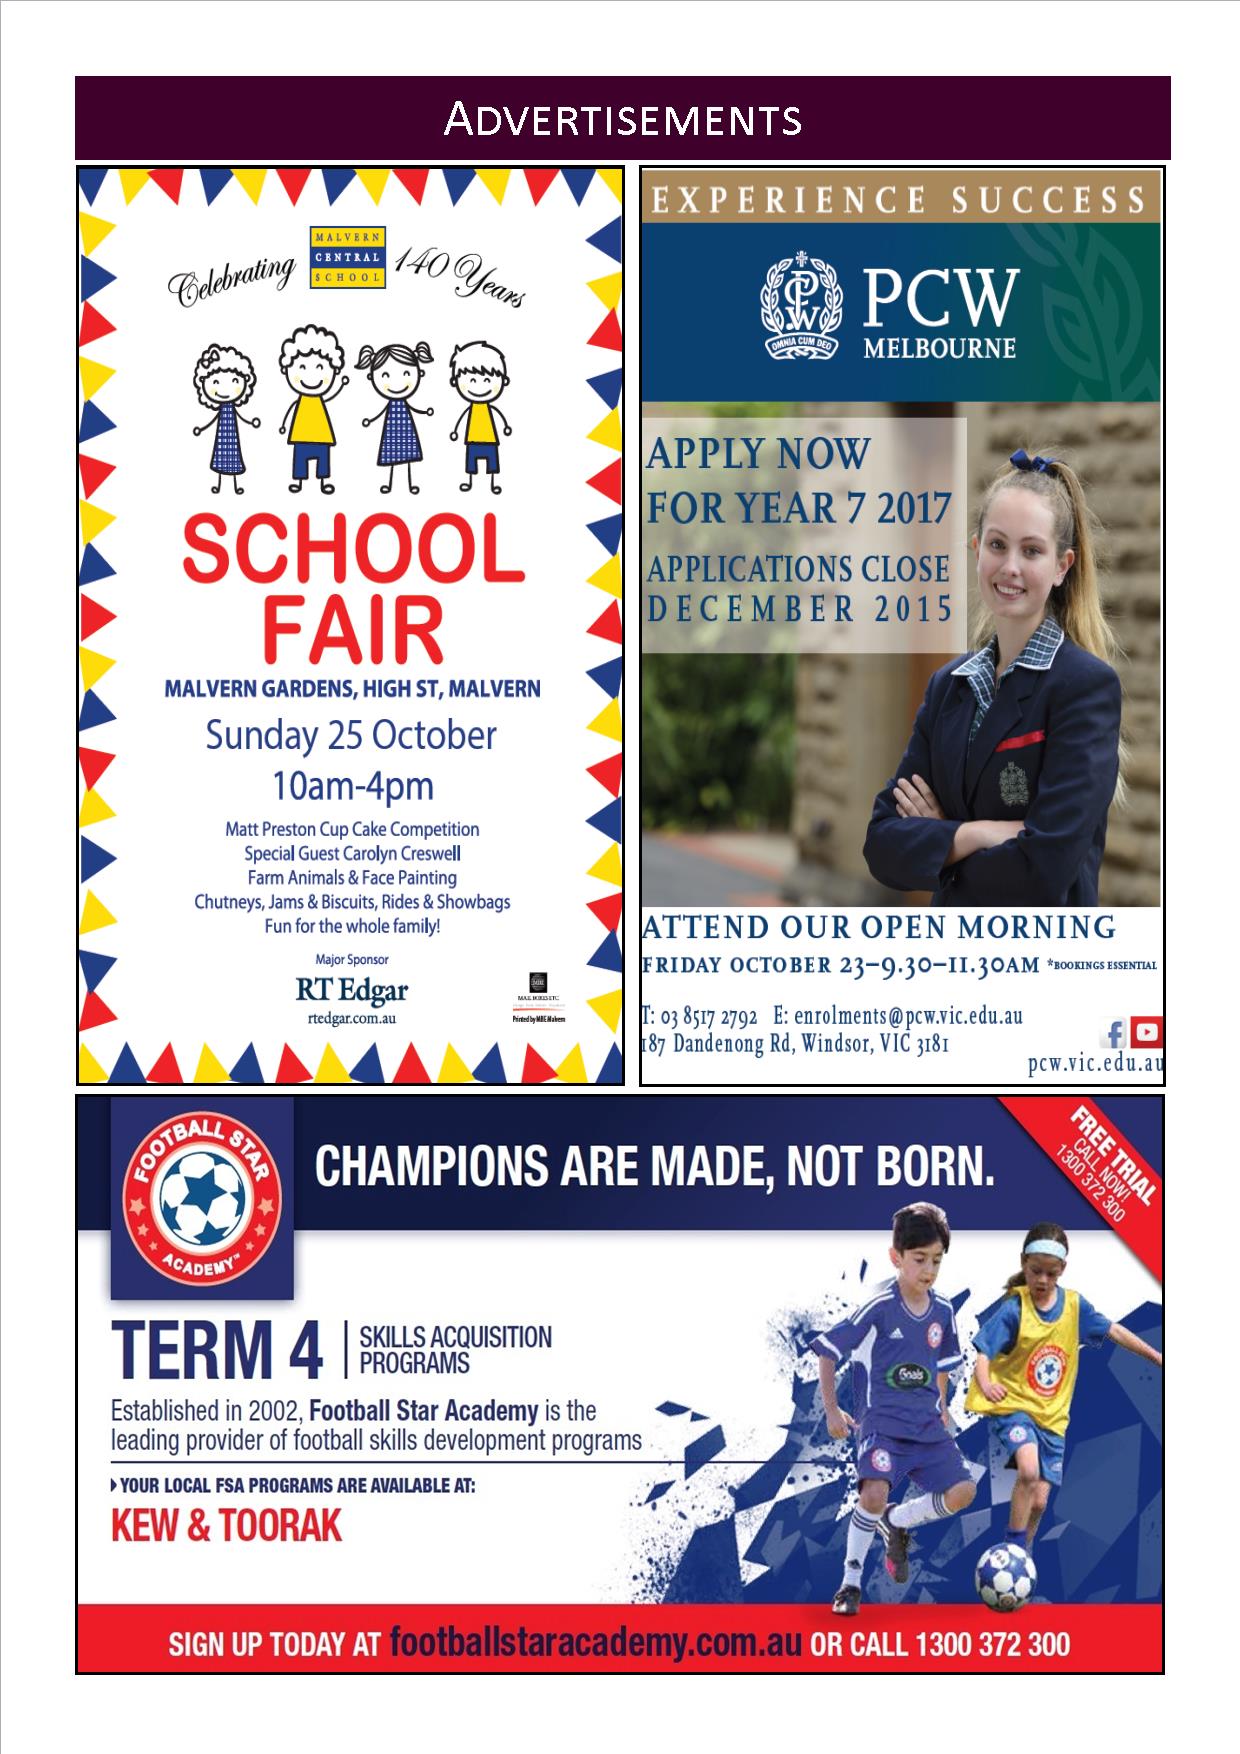 ADVERTISEMENTS
Celebrating
MALVERN
CENTRAL
SCHOOL
140 Years
SCHOOL
FAIR
MALVERN GARDENS, HIGH ST, MALVERN
Sunday 25 October
10am-4pm
Matt Preston Cup Cake Competition
Special Guest Carolyn Creswell
Farm Animals & Face Painting
Chutneys, Jams & Biscuits, Rides & Showbags
Fun for the whole family!
Major Sponsor
RT Edgar
rtedgar.com.au
MAIL BOXES ETC
Printed by MBE Malvern
EXPERIENCE SUCCESS
PCW
OMNIA CUM DEO
PCW
MELBOURNE
APPLY NOW
FOR YEAR 7 2017
APPLICATIONS CLOSE
DECEMBER 2015
ATTEND OUR OPEN MORNING
FRIDAY OCTOBER 23–9.30–11.30AM *BOOKINGS ESSENTIAL
T: 03 8517 2792 E: enrolments@pcw.vic.edu.au
187 Dandenong Rd, Windsor, VIC 3181
pcw.vic.edu.au
FOOTBALL STAR
ACADEMY™
CHAMPIONS ARE MADE, NOT BORN.
FREE TRIAL
CALL NOW!
1300 372 300
TERM 4
SKILLS ACQUISITION
PROGRAMS
Established in 2002, Football Star Academy is the
leading provider of football skills development programs
YOUR LOCAL FSA PROGRAMS ARE AVAILABLE AT:
KEW & TOORAK
Goals
FOOTBALL STAR
SIGN UP TODAY AT footballstaracademy.com.au OR CALL 1300 372 300